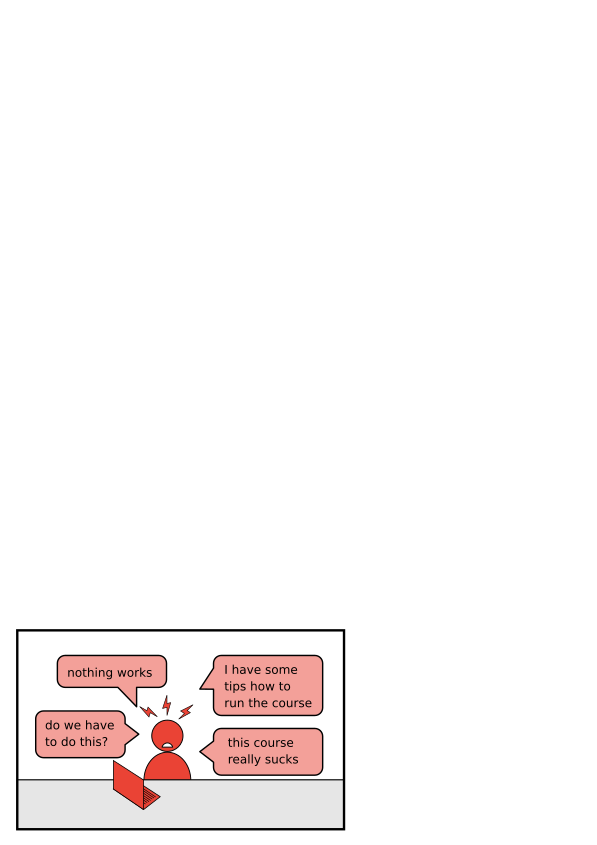 nothing works
I have some
tips how to
run the course
do we have
to do this?
this course
really sucks